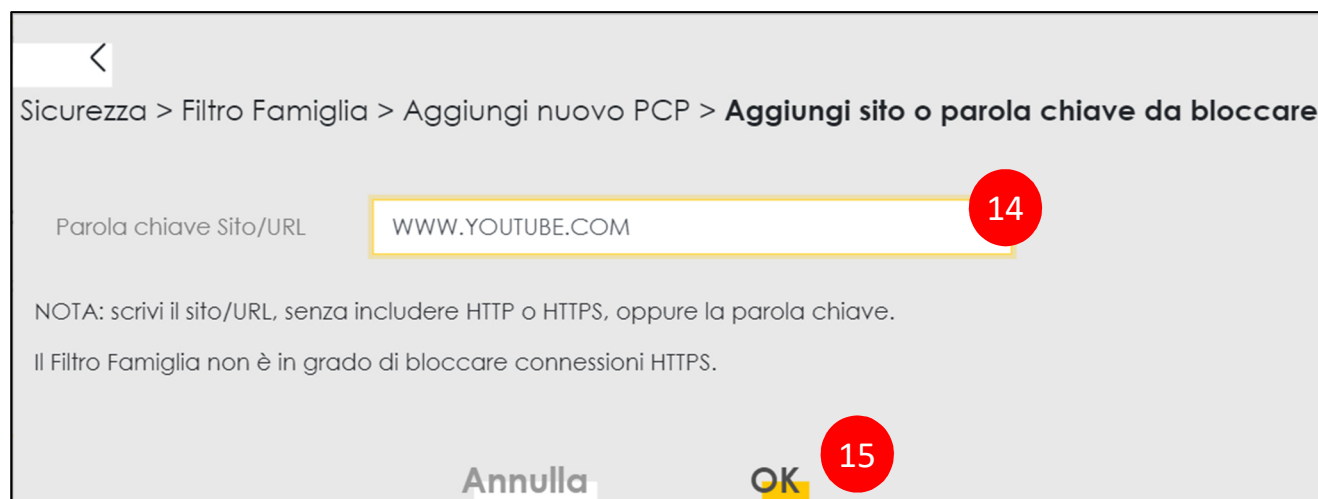 Sicurezza > Filtro Famiglia > Aggiungi nuovo PCP > Aggiungi sito o parola chiave da bloccare
Parola chiave Sito/URL
WWW.YOUTUBE.COM
14
NOTA: scrivi il sito/URL, senza includere HTTP o HTTPS, oppure la parola chiave.
Il Filtro Famiglia non è in grado di bloccare connessioni HTTPS.
Annulla
OK
15